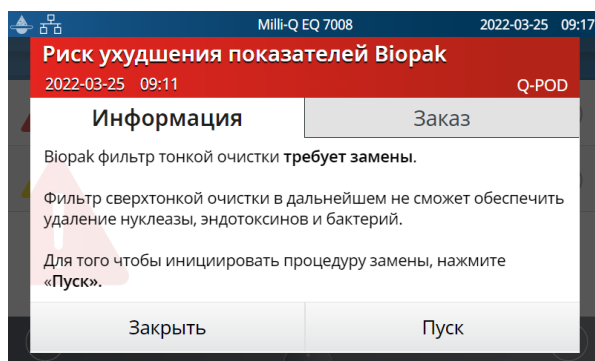 Milli-Q EQ 7008 2022-03-25 09:17
Риск ухудшения показателей Biopak
2022-03-25 09:11 Q-POD
Информация Заказ
Biopak фильтр тонкой очистки требует замены.
Фильтр сверхтонкой очистки в дальнейшем не сможет обеспечить
удаление нуклеазы, эндотоксинов и бактерий.
Для того чтобы инициировать процедуру замены, нажмите
«Пуск».
Закрыть Пуск